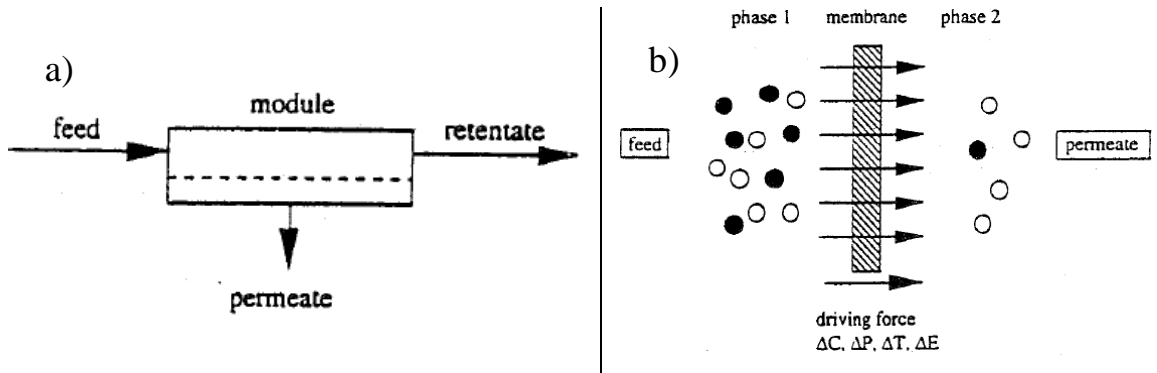 a)
module
feed
retentate
permeate
b)
phase 1 membrane phase 2
feed
permeate
driving force
ΔC, ΔP, ΔT, ΔE